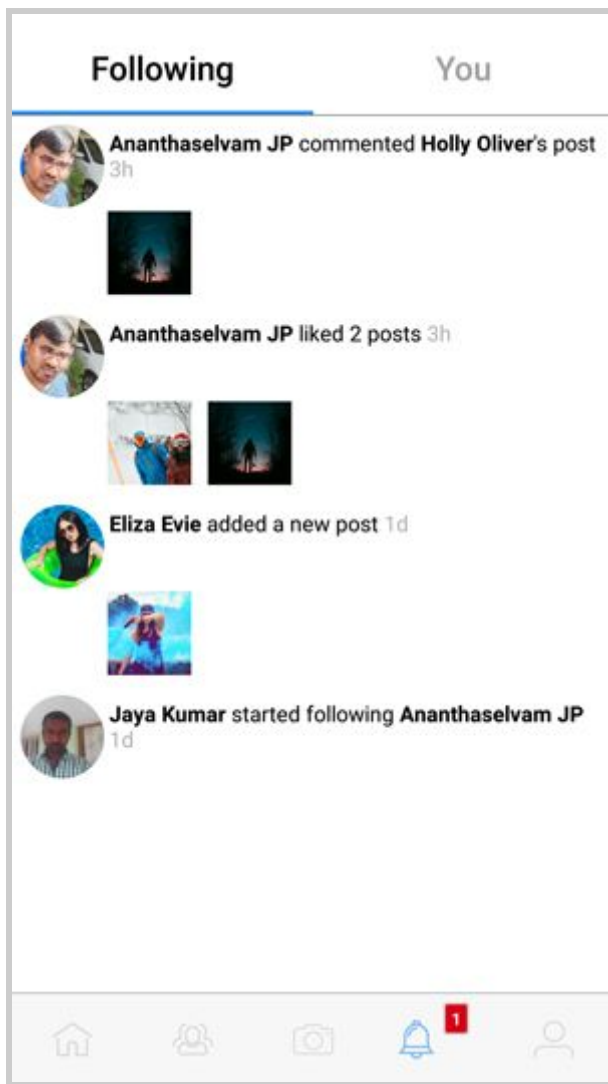 Following You
Ananthaselvam JP commented Holly Oliver's post
3h
Ananthaselvam JP liked 2 posts 3h
Eliza Evie added a new post 1d
Jaya Kumar started following Ananthaselvam JP
1d
1